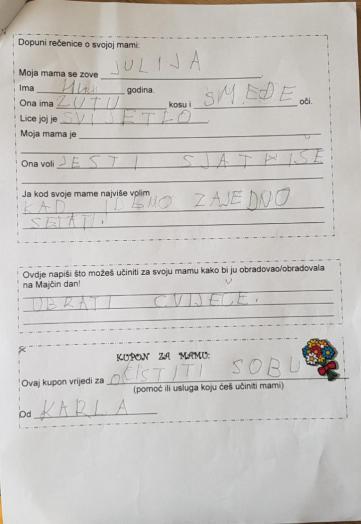 Dopuni rečenice o svojoj mami:
Moja mama se zove JULIJA
Ima godina.
Ona ima ŽUTU kosu i SMEĐE oči.
Lice joj je SVIJETLO
Moja mama je
Ona voli JESTI
Ja kod svoje mame najviše volim
KAD IDEMO ZAJEDNO
ŠETATI.
Ovdje napiši što možeš učiniti za svoju mamu kako bi ju obradovao/obradovala
na Majčin dan!
UBRATI CVIJEĆE.
KUPON ZA MAMU:
Ovaj kupon vrijedi za OČISTITI SOBU
(pomoć ili usluga koju ćeš učiniti mami)
Od KARLA